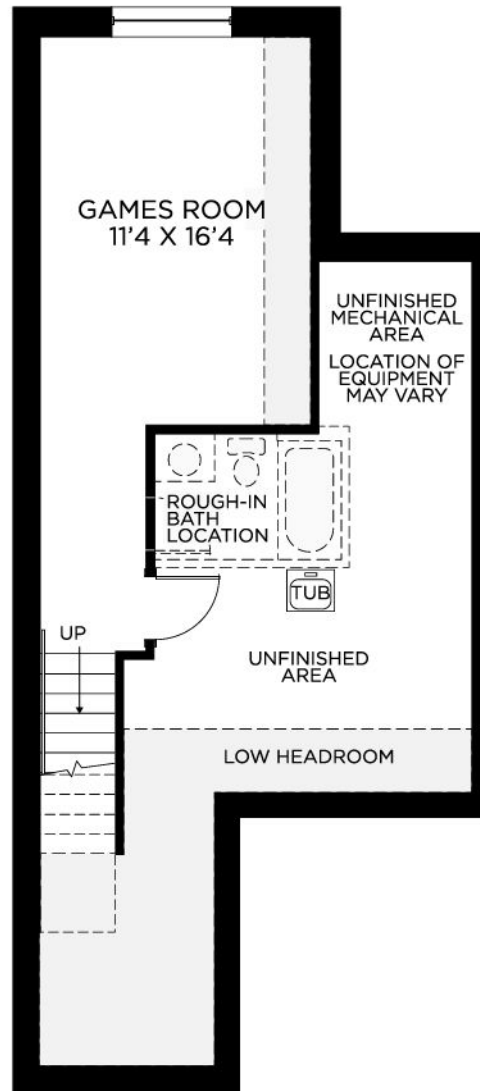 GAMES ROOM
11'4 X 16'4
UNFINISHED
MECHANICAL
AREA
LOCATION OF
EQUIPMENT
MAY VARY
ROUGH-IN
BATH
LOCATION
TUB
UP
UNFINISHED
AREA
LOW HEADROOM